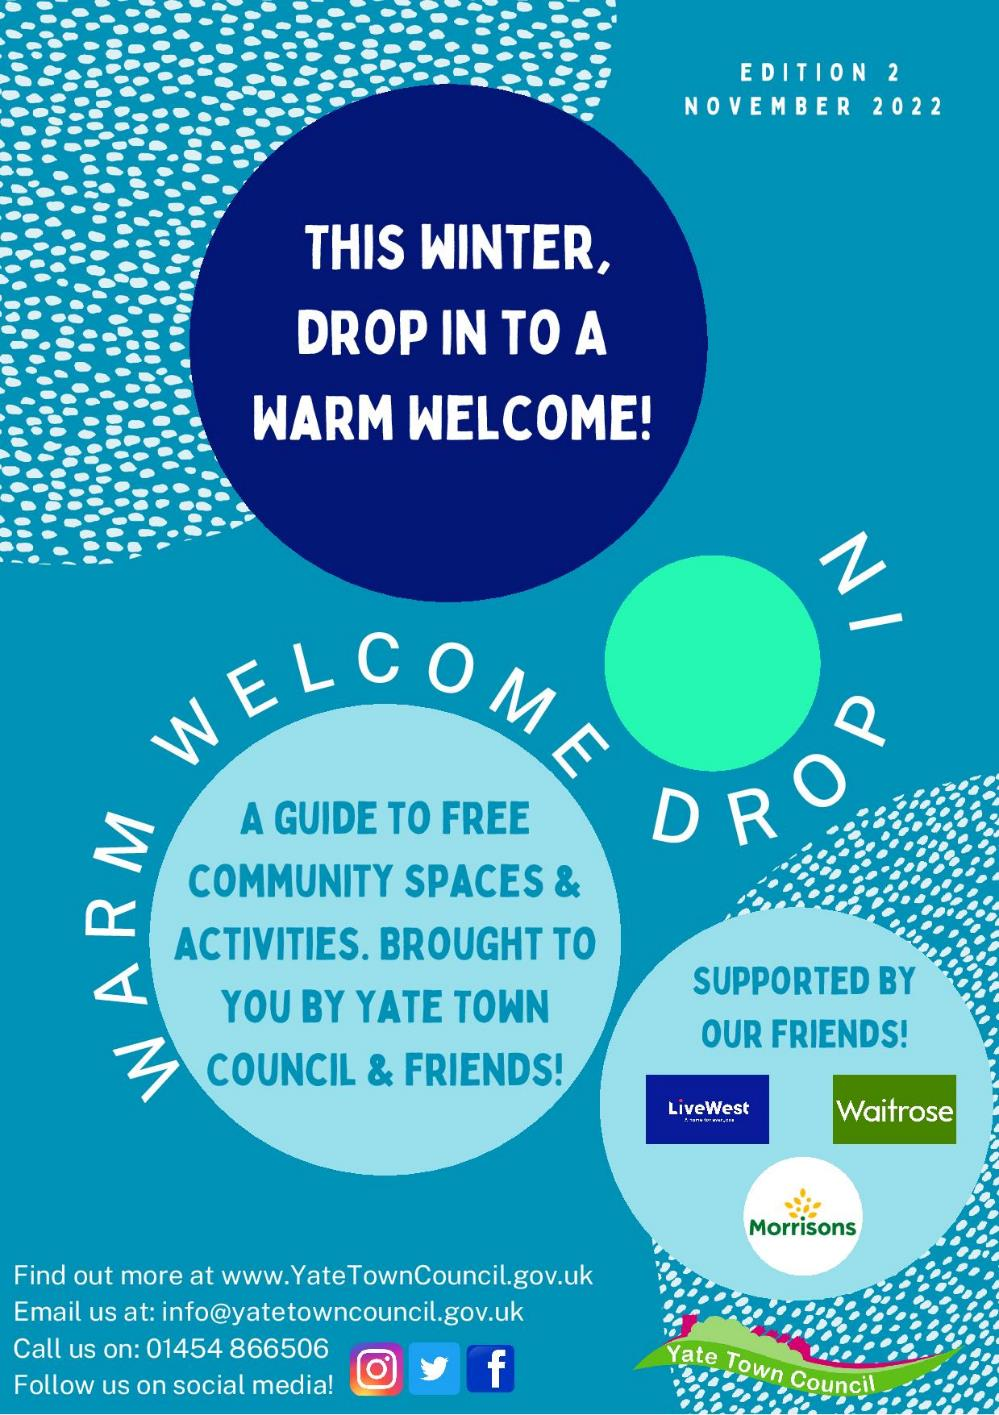 EDITION 2
NOVEMBER 2022
THIS WINTER,
DROP IN TO A
WARM WELCOME!
WARM WELCOME DROP IN
A GUIDE TO FREE
COMMUNITY SPACES &
ACTIVITIES. BROUGHT TO
YOU BY YATE TOWN
COUNCIL & FRIENDS!
SUPPORTED BY
OUR FRIENDS!
LiveWest
A home for everyone
Waitrose
Morrisons
Find out more at www.YateTownCouncil.gov.uk
Email us at: info@yatetowncouncil.gov.uk
Call us on: 01454 866506
Follow us on social media!
Yate Town Council